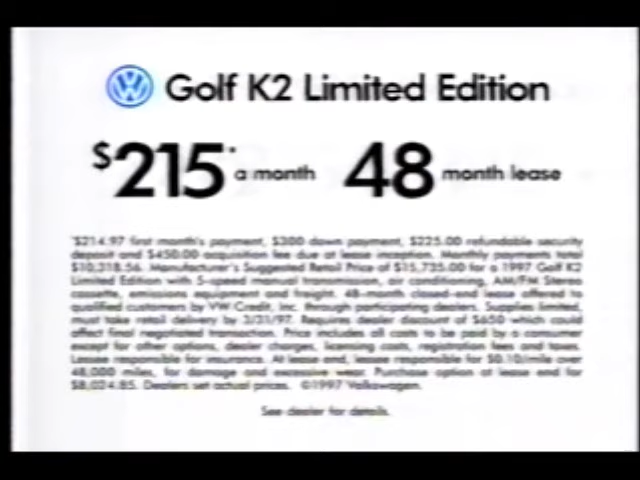 Golf K2 Limited Edition
$215* a month 48 month lease
*$214.97 first month's payment, $300 down payment, $225.00 refundable security
deposit and $450.00 acquisition fee due at lease inception. Monthly payments total
$10,318.56. Manufacturer's Suggested Retail Price of $15,735.00 for a 1997 Golf K2
Limited Edition with 5-speed manual transmission, air conditioning, AM/FM Stereo
cassette, emissions equipment and freight. 48-month closed-end lease offered to
qualified customers by VW Credit, Inc. through participating dealers. Supplies limited,
must take retail delivery by 3/31/97. Requires dealer discount of $650 which could
affect final negotiated transaction. Price includes all costs to be paid by a consumer
except for other options, dealer charges, licensing costs, registration fees and taxes.
Lessee responsible for insurance. At lease end, lessee responsible for $0.10/mile over
48,000 miles, for damage and excessive wear. Purchase option at lease end for
$8,024.85. Dealers set actual prices. ©1997 Volkswagen.
See dealer for details.